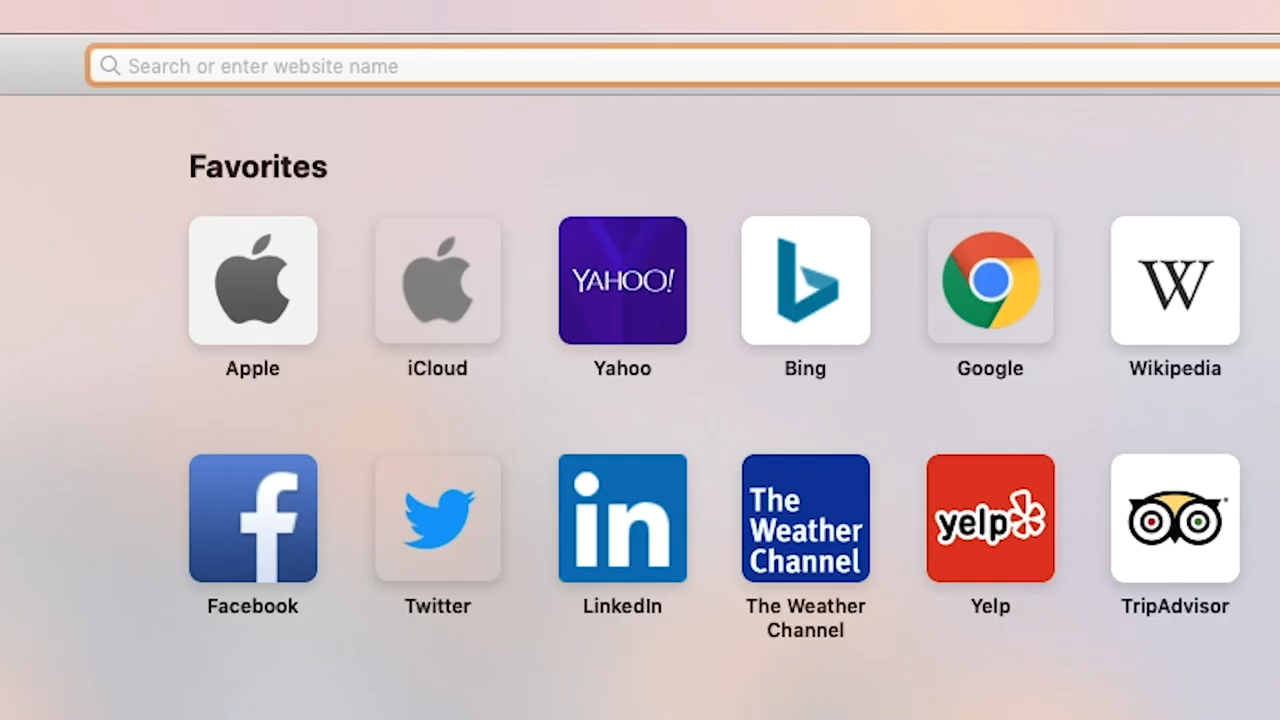 Search or enter website name
Favorites
YAHOO!
W
Apple
iCloud
Yahoo
Bing
Google
Wikipedia
f
in
The
Weather
Channel
yelp
Facebook
Twitter
LinkedIn
The Weather
Channel
Yelp
TripAdvisor